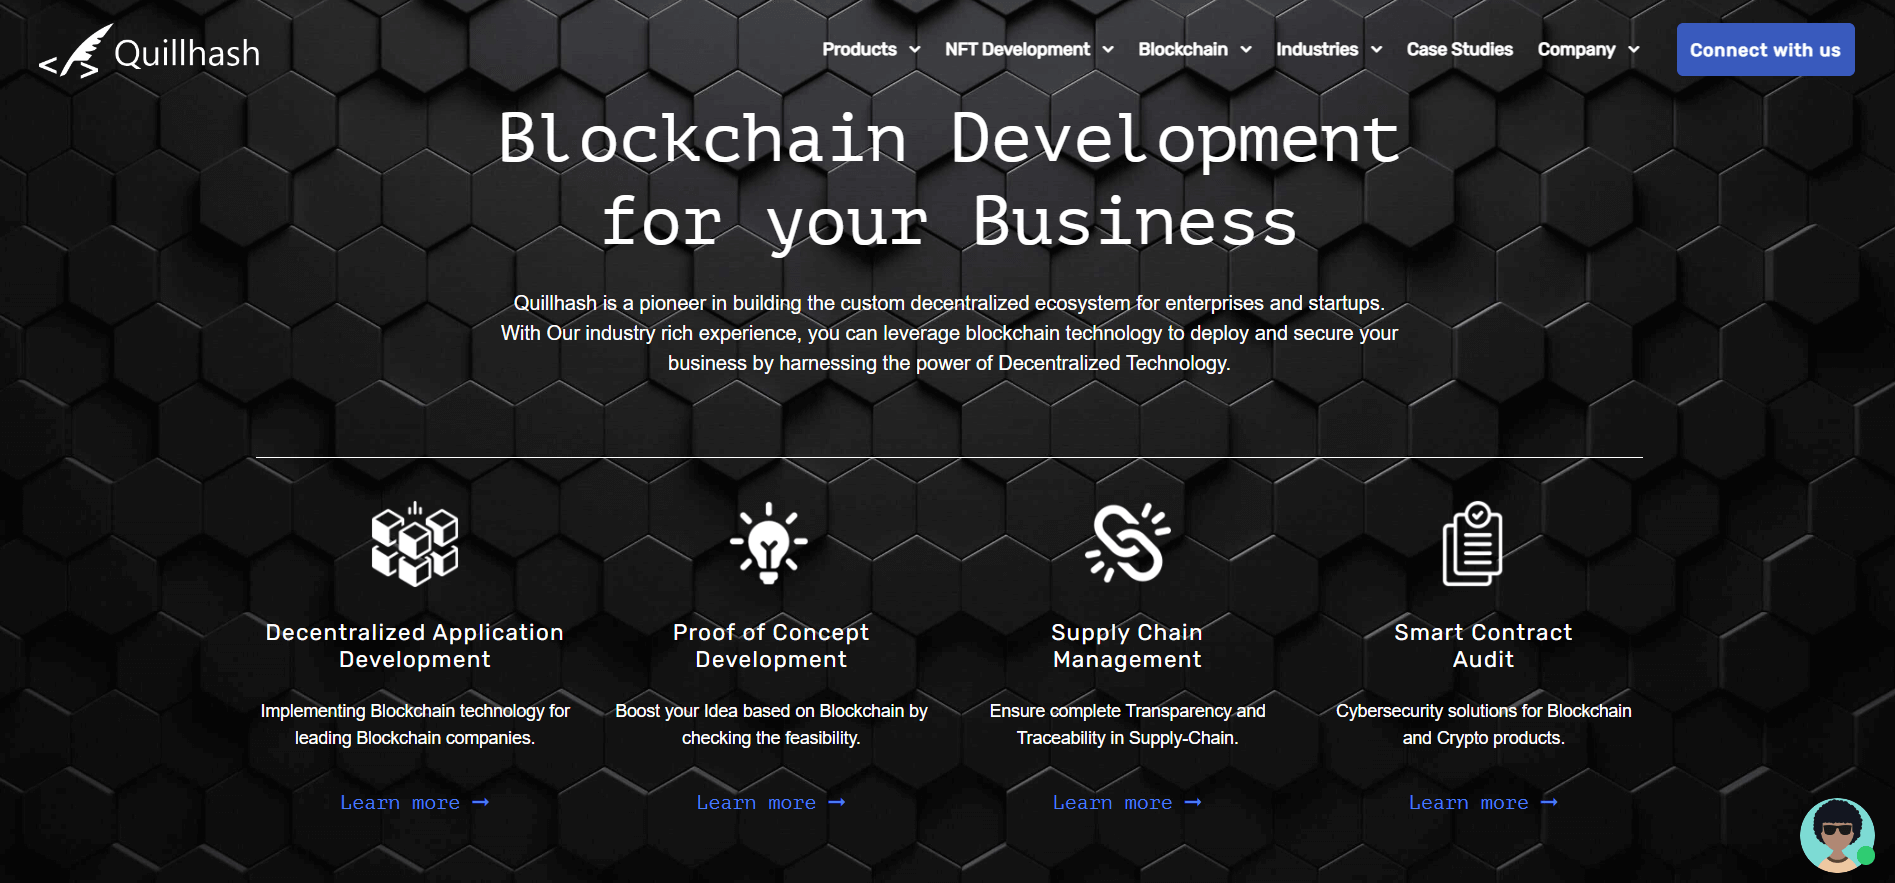 Quillhash
Products
NFT Development
Blockchain
Industries
Case Studies
Company
Connect with us
Blockchain Development
for your Business
Quillhash is a pioneer in building the custom decentralized ecosystem for enterprises and startups.
With Our industry rich experience, you can leverage blockchain technology to deploy and secure your
business by harnessing the power of Decentralized Technology.
Decentralized Application
Development
Implementing Blockchain technology for
leading Blockchain companies.
Learn more
Proof of Concept
Development
Boost your Idea based on Blockchain by
checking the feasibility.
Learn more
Supply Chain
Management
Ensure complete Transparency and
Traceability in Supply-Chain.
Learn more
Smart Contract
Audit
Cybersecurity solutions for Blockchain
and Crypto products.
Learn more